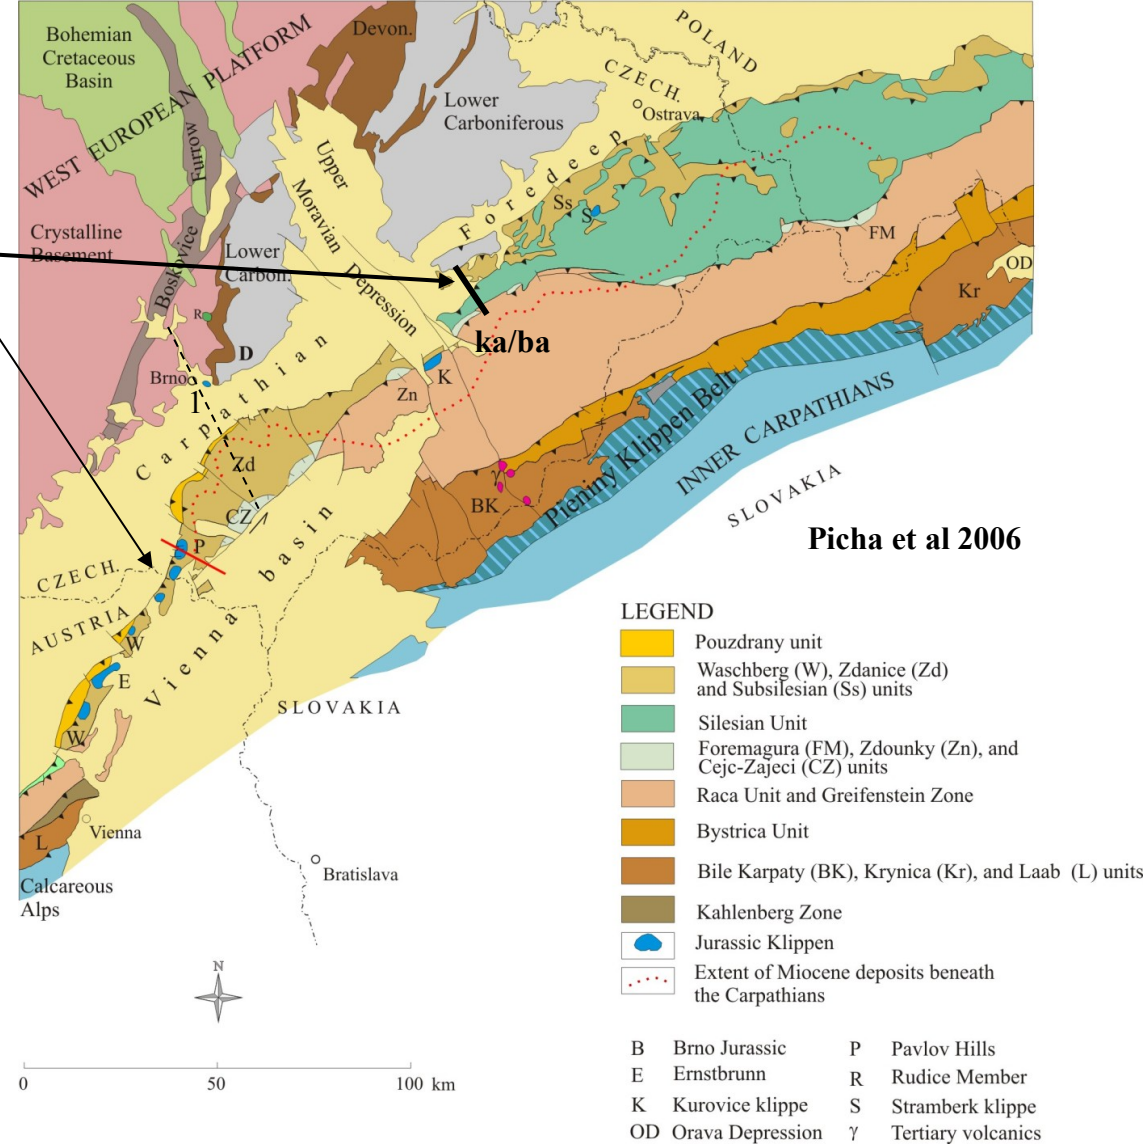 Bohemian
Cretaceous
Basin
WEST EUROPEAN PLATFORM
Devon.
POLAND
CZECH.
Ostrava
Lower
Carboniferous
Boskovice Furrow
Upper
Moravian
Depression
Foredeep
Ss
S
Crystalline
Basement
Lower
Carbon.
FM
OD
Kr
R
D
ka/ba
Brno
1
K
Carpathian
Zn
Zd
Pieniny Klippen Belt
INNER CARPATHIANS
γ
BK
SLOVAKIA
CZ
P
Picha et al 2006
CZECH.
Vienna basin
AUSTRIA
W
E
SLOVAKIA
W
Vienna
L
Bratislava
Calcareous
Alps
LEGEND
Pouzdrany unit
Waschberg (W), Zdanice (Zd)
and Subsilesian (Ss) units
Silesian Unit
Foremagura (FM), Zdounky (Zn), and
Cejc-Zajeci (CZ) units
Raca Unit and Greifenstein Zone
Bystrica Unit
Bile Karpaty (BK), Krynica (Kr), and Laab (L) units
Kahlenberg Zone
Jurassic Klippen
Extent of Miocene deposits beneath
the Carpathians
N
0 50 100 km
B Brno Jurassic
E Ernstbrunn
K Kurovice klippe
OD Orava Depression
P Pavlov Hills
R Rudice Member
S Stramberk klippe
γ Tertiary volcanics